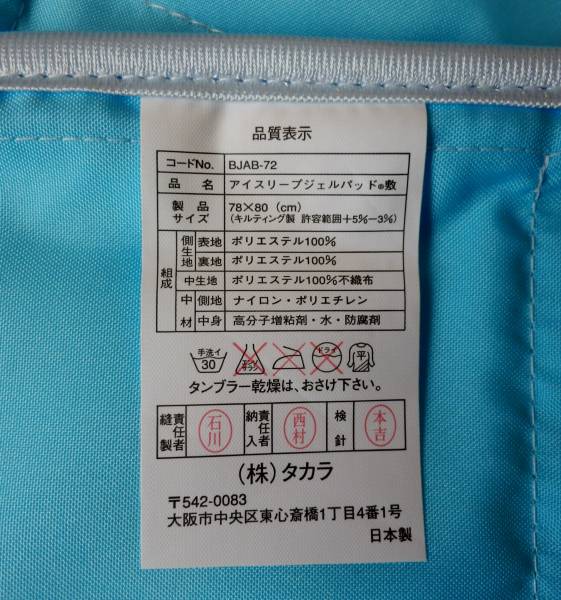 品質表示
コードNo. BJAB-72
品名 アイスリープジェルパッド®敷
製品サイズ 78×80（cm）
(キルティング製 許容範囲＋5%−3%)
組成 側生地 表地 ポリエステル100%
裏地 ポリエステル100%
中生地 ポリエステル100%不織布
中材 側地 ナイロン・ポリエチレン
中身 高分子増粘剤・水・防腐剤
手洗イ 30 エンソサラシ ドライ 平
タンブラー乾燥は、おさけ下さい。
縫製責任者 石川 納入責任者 西村 検針 本吉
（株）タカラ
〒542-0083
大阪市中央区東心斎橋1丁目4番1号
日本製